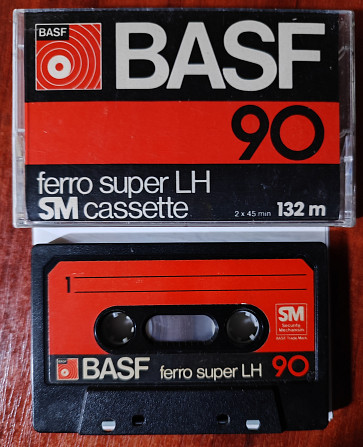 BASF
BASF
90
ferro super LH
SM cassette
2 x 45 min
132 m
1
SM
Security
Mechanism
BASF Trade Mark
BASF
BASF ferro super LH 90